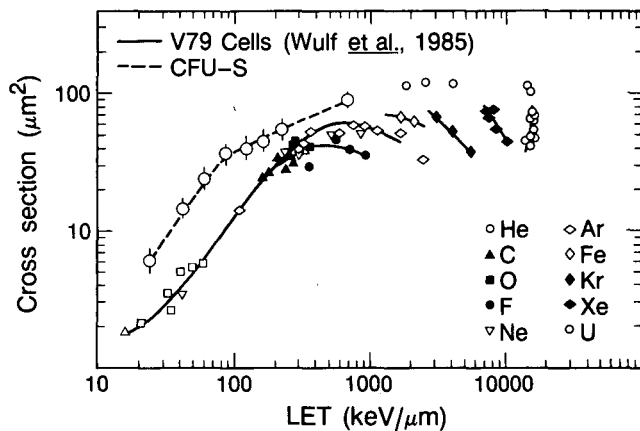 V79 Cells (Wulf et al., 1985)
CFU-S
Cross section (μm²)
100
10
10
100
1000
10000
LET (keV/μm)
He
C
O
F
Ne
Ar
Fe
Kr
Xe
U